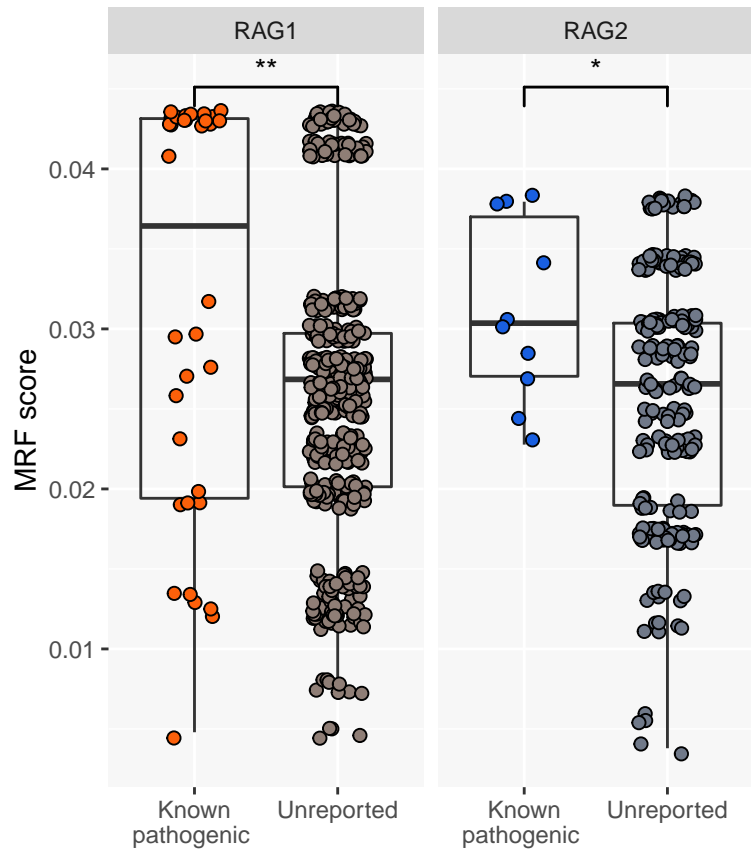 RAG1
RAG2
**
*
MRF score
0.04
0.03
0.02
0.01
Known
pathogenic
Unreported
Known
pathogenic
Unreported